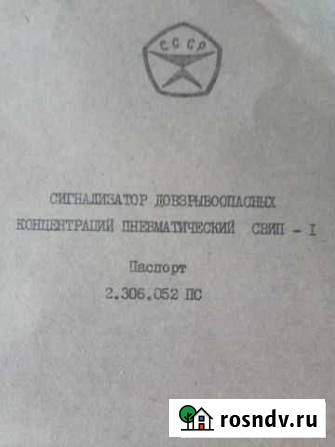 СССР
СИГНАЛИЗАТОР ДОВЗРЫВООПАСНЫХ
КОНЦЕНТРАЦИЙ ПНЕВМАТИЧЕСКИЙ СВИП - I
Паспорт
2.306.052 ПС
rosndv.ru